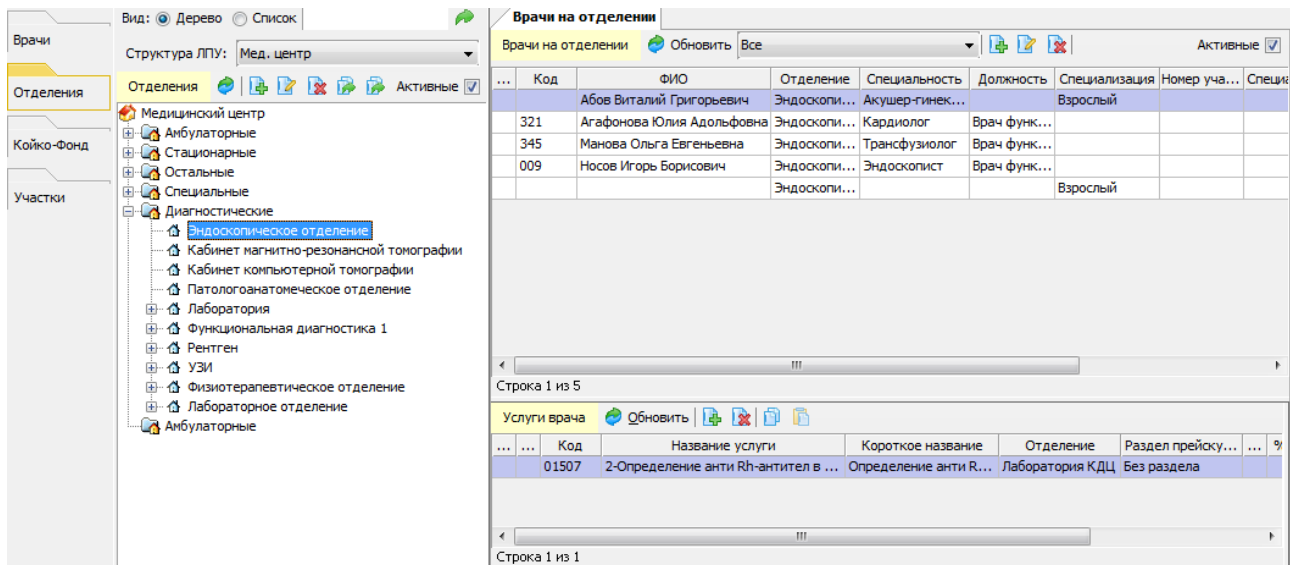 Врачи
Отделения
Койко-Фонд
Участки
Вид: Дерево Список
Структура ЛПУ: Мед. центр
Отделения Активные
Медицинский центр
Амбулаторные
Стационарные
Остальные
Специальные
Диагностические
Эндоскопическое отделение
Кабинет магнитно-резонансной томографии
Кабинет компьютерной томографии
Патологоанатомеческое отделение
Лаборатория
Функциональная диагностика 1
Рентген
УЗИ
Физиотерапевтическое отделение
Лабораторное отделение
Амбулаторные
Врачи на отделении
Врачи на отделении Обновить Все Активные
... Код ФИО Отделение Специальность Должность Специализация Номер уча... Специа
Абов Виталий Григорьевич Эндоскопи... Акушер-гинек... Взрослый
321 Агафонова Юлия Адольфовна Эндоскопи... Кардиолог Врач функ...
345 Манова Ольга Евгеньевна Эндоскопи... Трансфузиолог Врач функ...
009 Носов Игорь Борисович Эндоскопи... Эндоскопист Врач функ...
Эндоскопи... Взрослый
Строка 1 из 5
Услуги врача Обновить
... ... Код Название услуги Короткое название Отделение Раздел прейску... ... %
01507 2-Определение анти Rh-антител в ... Определение анти R... Лаборатория КДЦ Без раздела
Строка 1 из 1